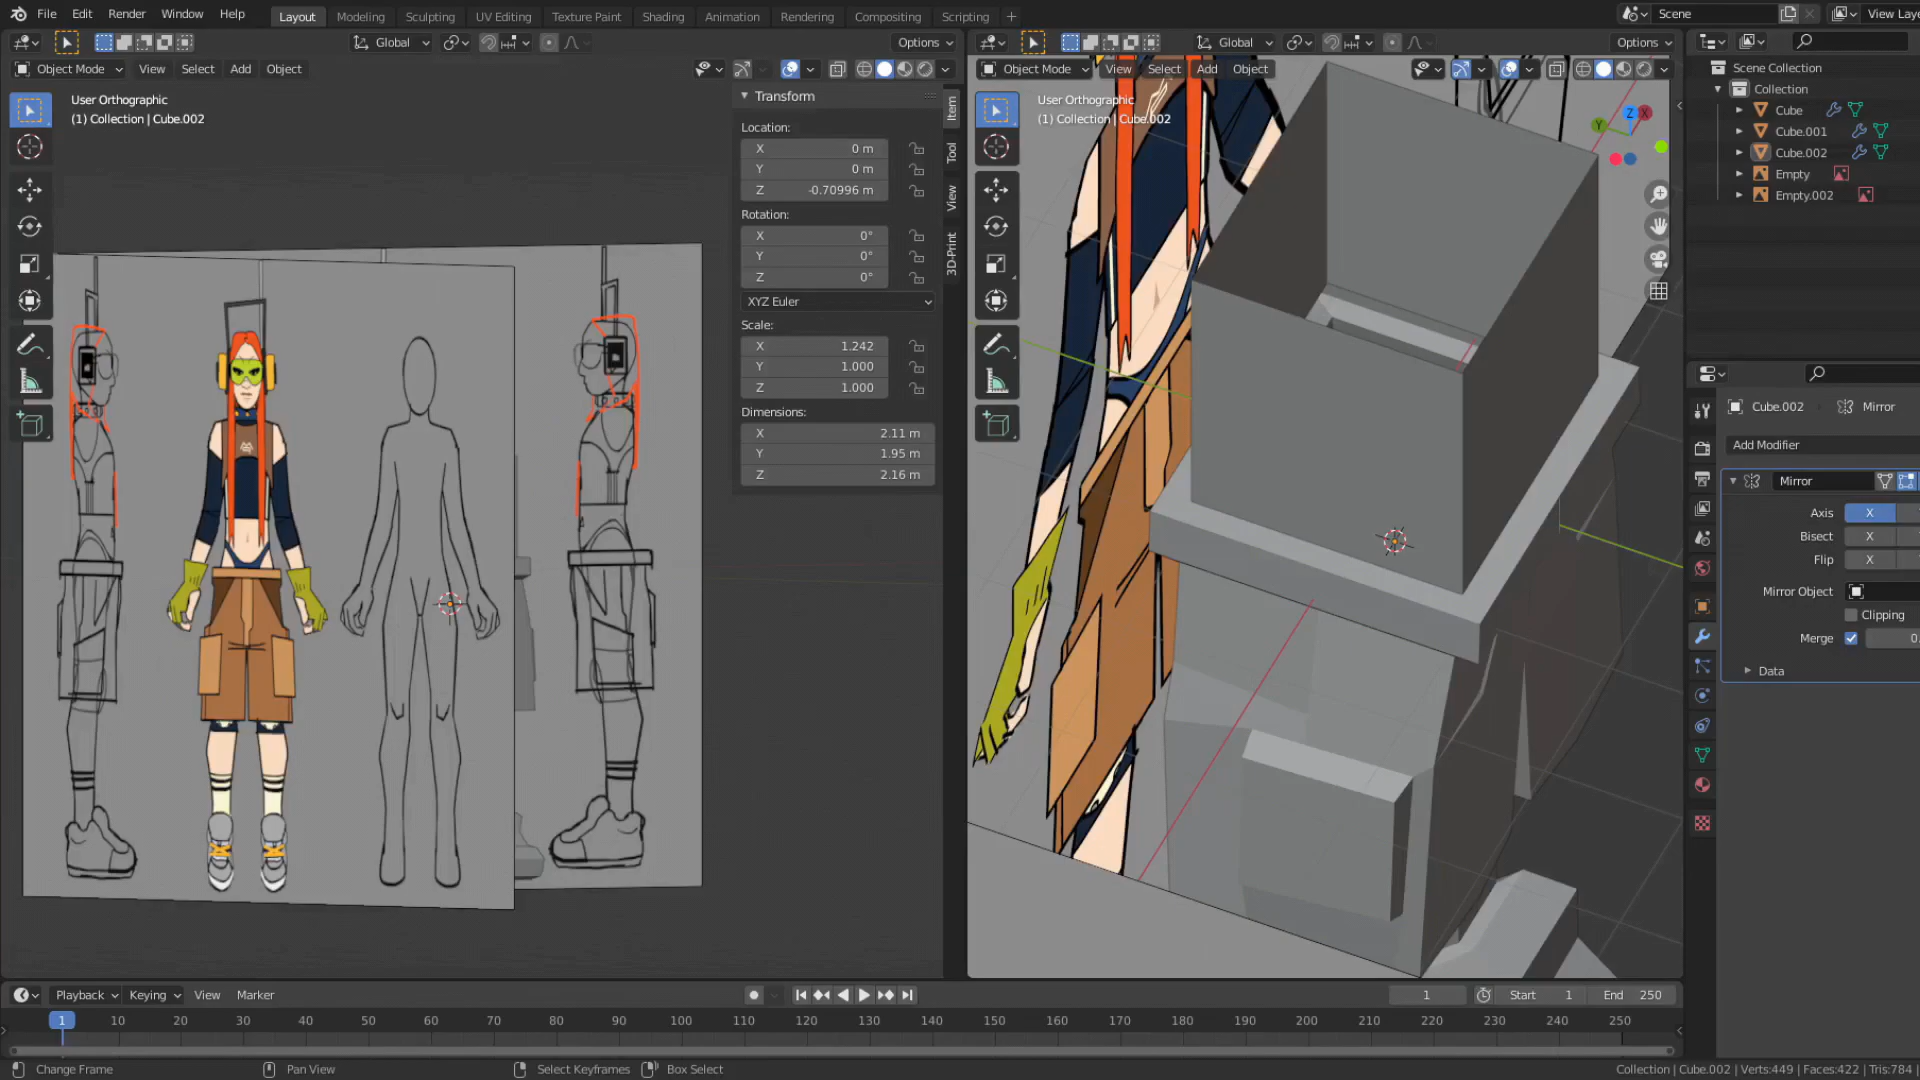 File Edit Render Window Help Layout Modeling Sculpting UV Editing Texture Paint Shading Animation Rendering Compositing Scripting + Scene View Laye
Global Options Global Options
Object Mode View Select Add Object Object Mode View Select Add Object
User Orthographic
(1) Collection | Cube.002
Transform
Location:
X 0 m
Y 0 m
Z -0.70996 m
Rotation:
X 0°
Y 0°
Z 0°
XYZ Euler
Scale:
X 1.242
Y 1.000
Z 1.000
Dimensions:
X 2.11 m
Y 1.95 m
Z 2.16 m
Item
Tool
View
3D-Print
User Orthographic
(1) Collection | Cube.002
Z
X
Y
Scene Collection
Collection
Cube
Cube.001
Cube.002
Empty
Empty.002
Cube.002 Mirror
Add Modifier
Mirror
Axis X
Bisect X
Flip X
Mirror Object
Clipping
Merge 0.
Data
Playback Keying View Marker 1 Start 1 End 250
1 10 20 30 40 50 60 70 80 90 100 110 120 130 140 150 160 170 180 190 200 210 220 230 240 250
Change Frame Pan View Select Keyframes Box Select Collection | Cube.002 | Verts:449 | Faces:422 | Tris:784 |